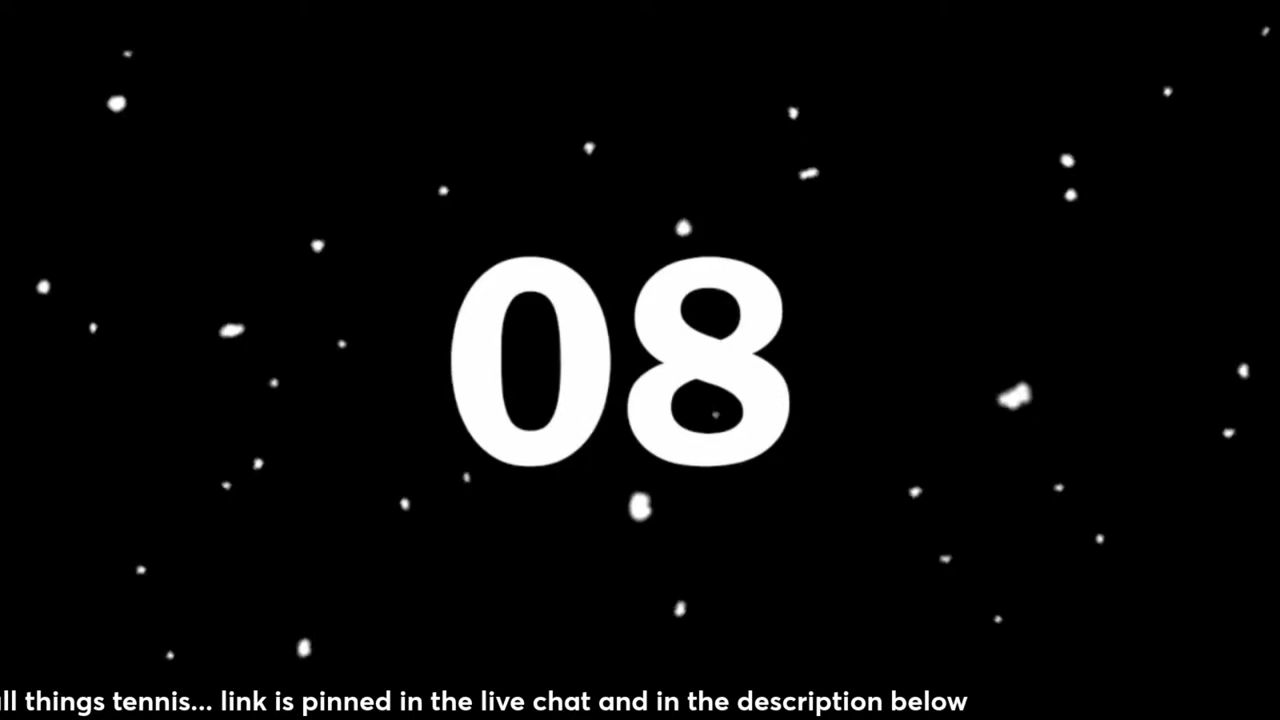 08
ll things tennis... link is pinned in the live chat and in the description below